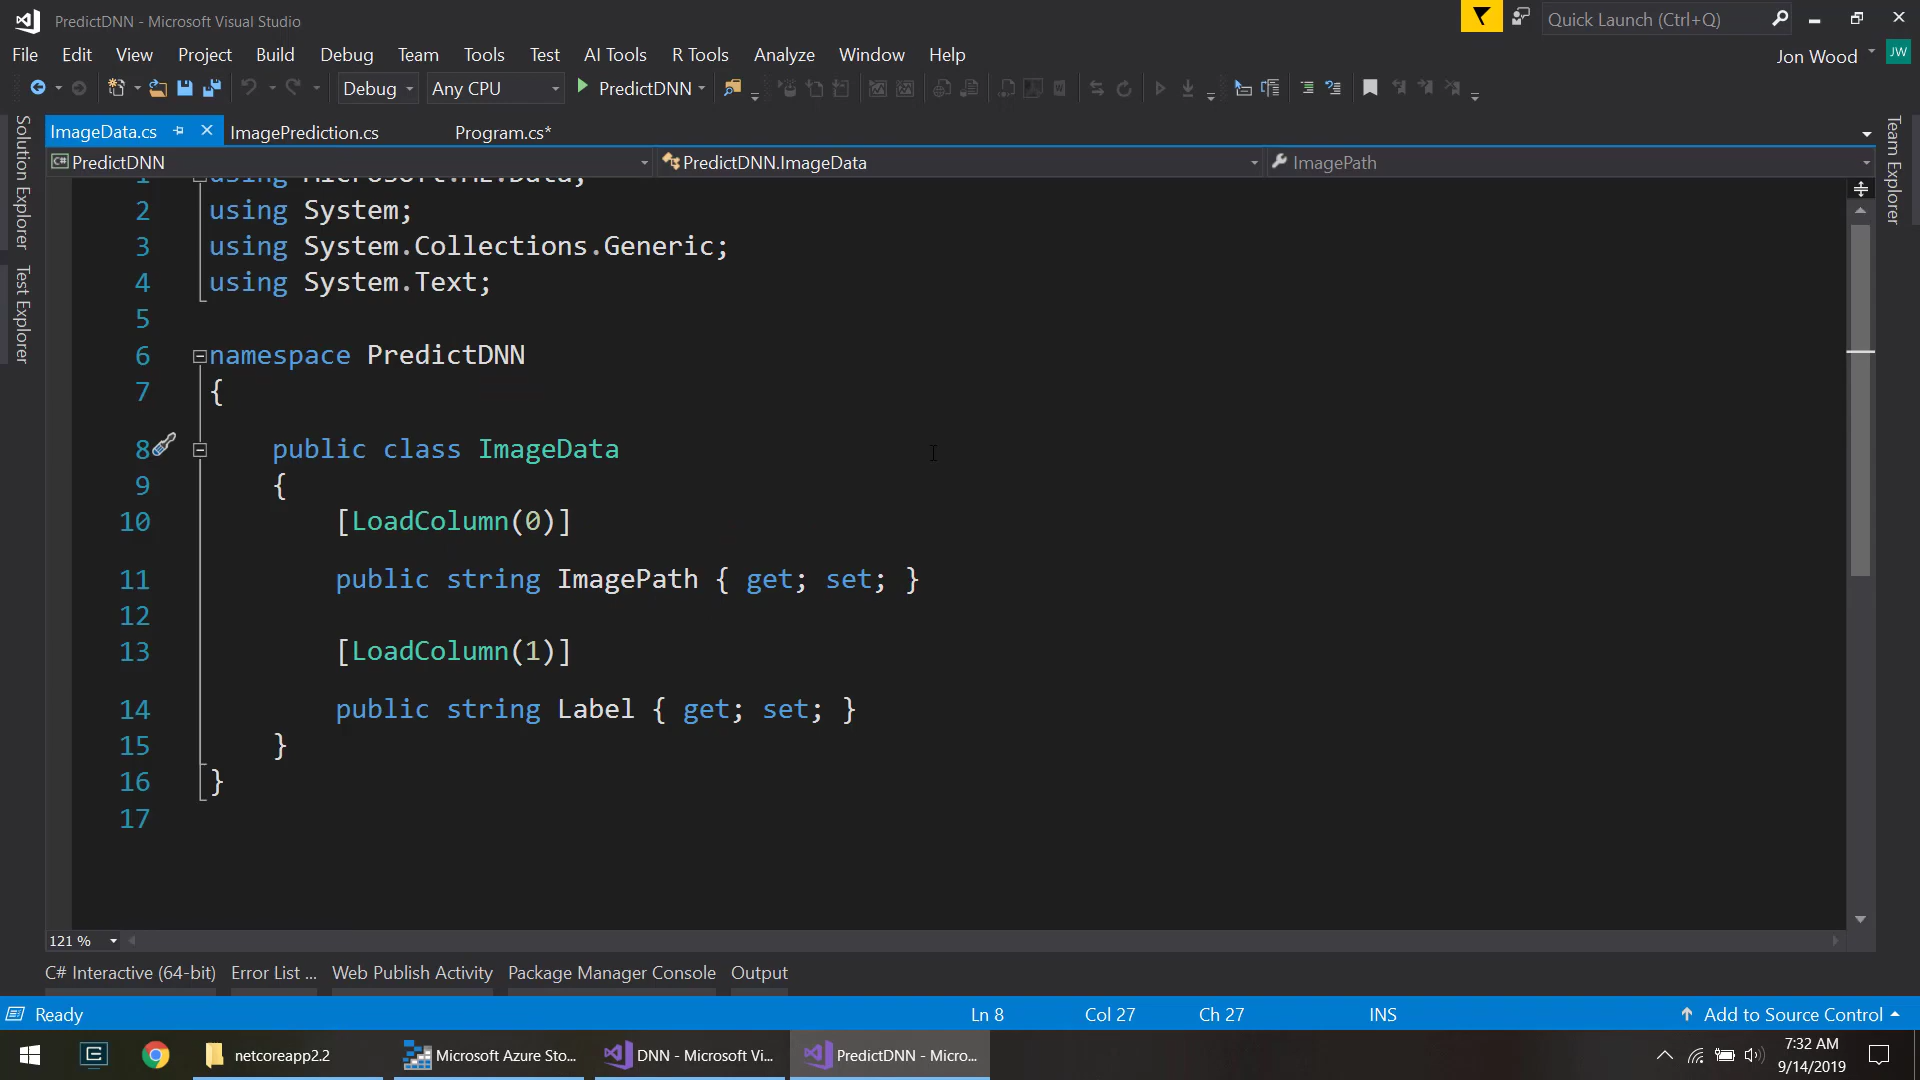 PredictDNN - Microsoft Visual Studio
Quick Launch (Ctrl+Q)
File Edit View Project Build Debug Team Tools Test AI Tools R Tools Analyze Window Help
Jon Wood JW
Debug Any CPU PredictDNN
ImageData.cs ImagePrediction.cs Program.cs*
C# PredictDNN PredictDNN.ImageData ImagePath
Solution Explorer
Test Explorer
Team Explorer
1 using Microsoft.ML.Data;
2 using System;
3 using System.Collections.Generic;
4 using System.Text;
5
6 namespace PredictDNN
7 {
8 public class ImageData
9 {
10 [LoadColumn(0)]
11 public string ImagePath { get; set; }
12
13 [LoadColumn(1)]
14 public string Label { get; set; }
15 }
16 }
17
121 %
C# Interactive (64-bit) Error List ... Web Publish Activity Package Manager Console Output
Ready Ln 8 Col 27 Ch 27 INS Add to Source Control
netcoreapp2.2 Microsoft Azure Sto... DNN - Microsoft Vi... PredictDNN - Micro...
7:32 AM
9/14/2019